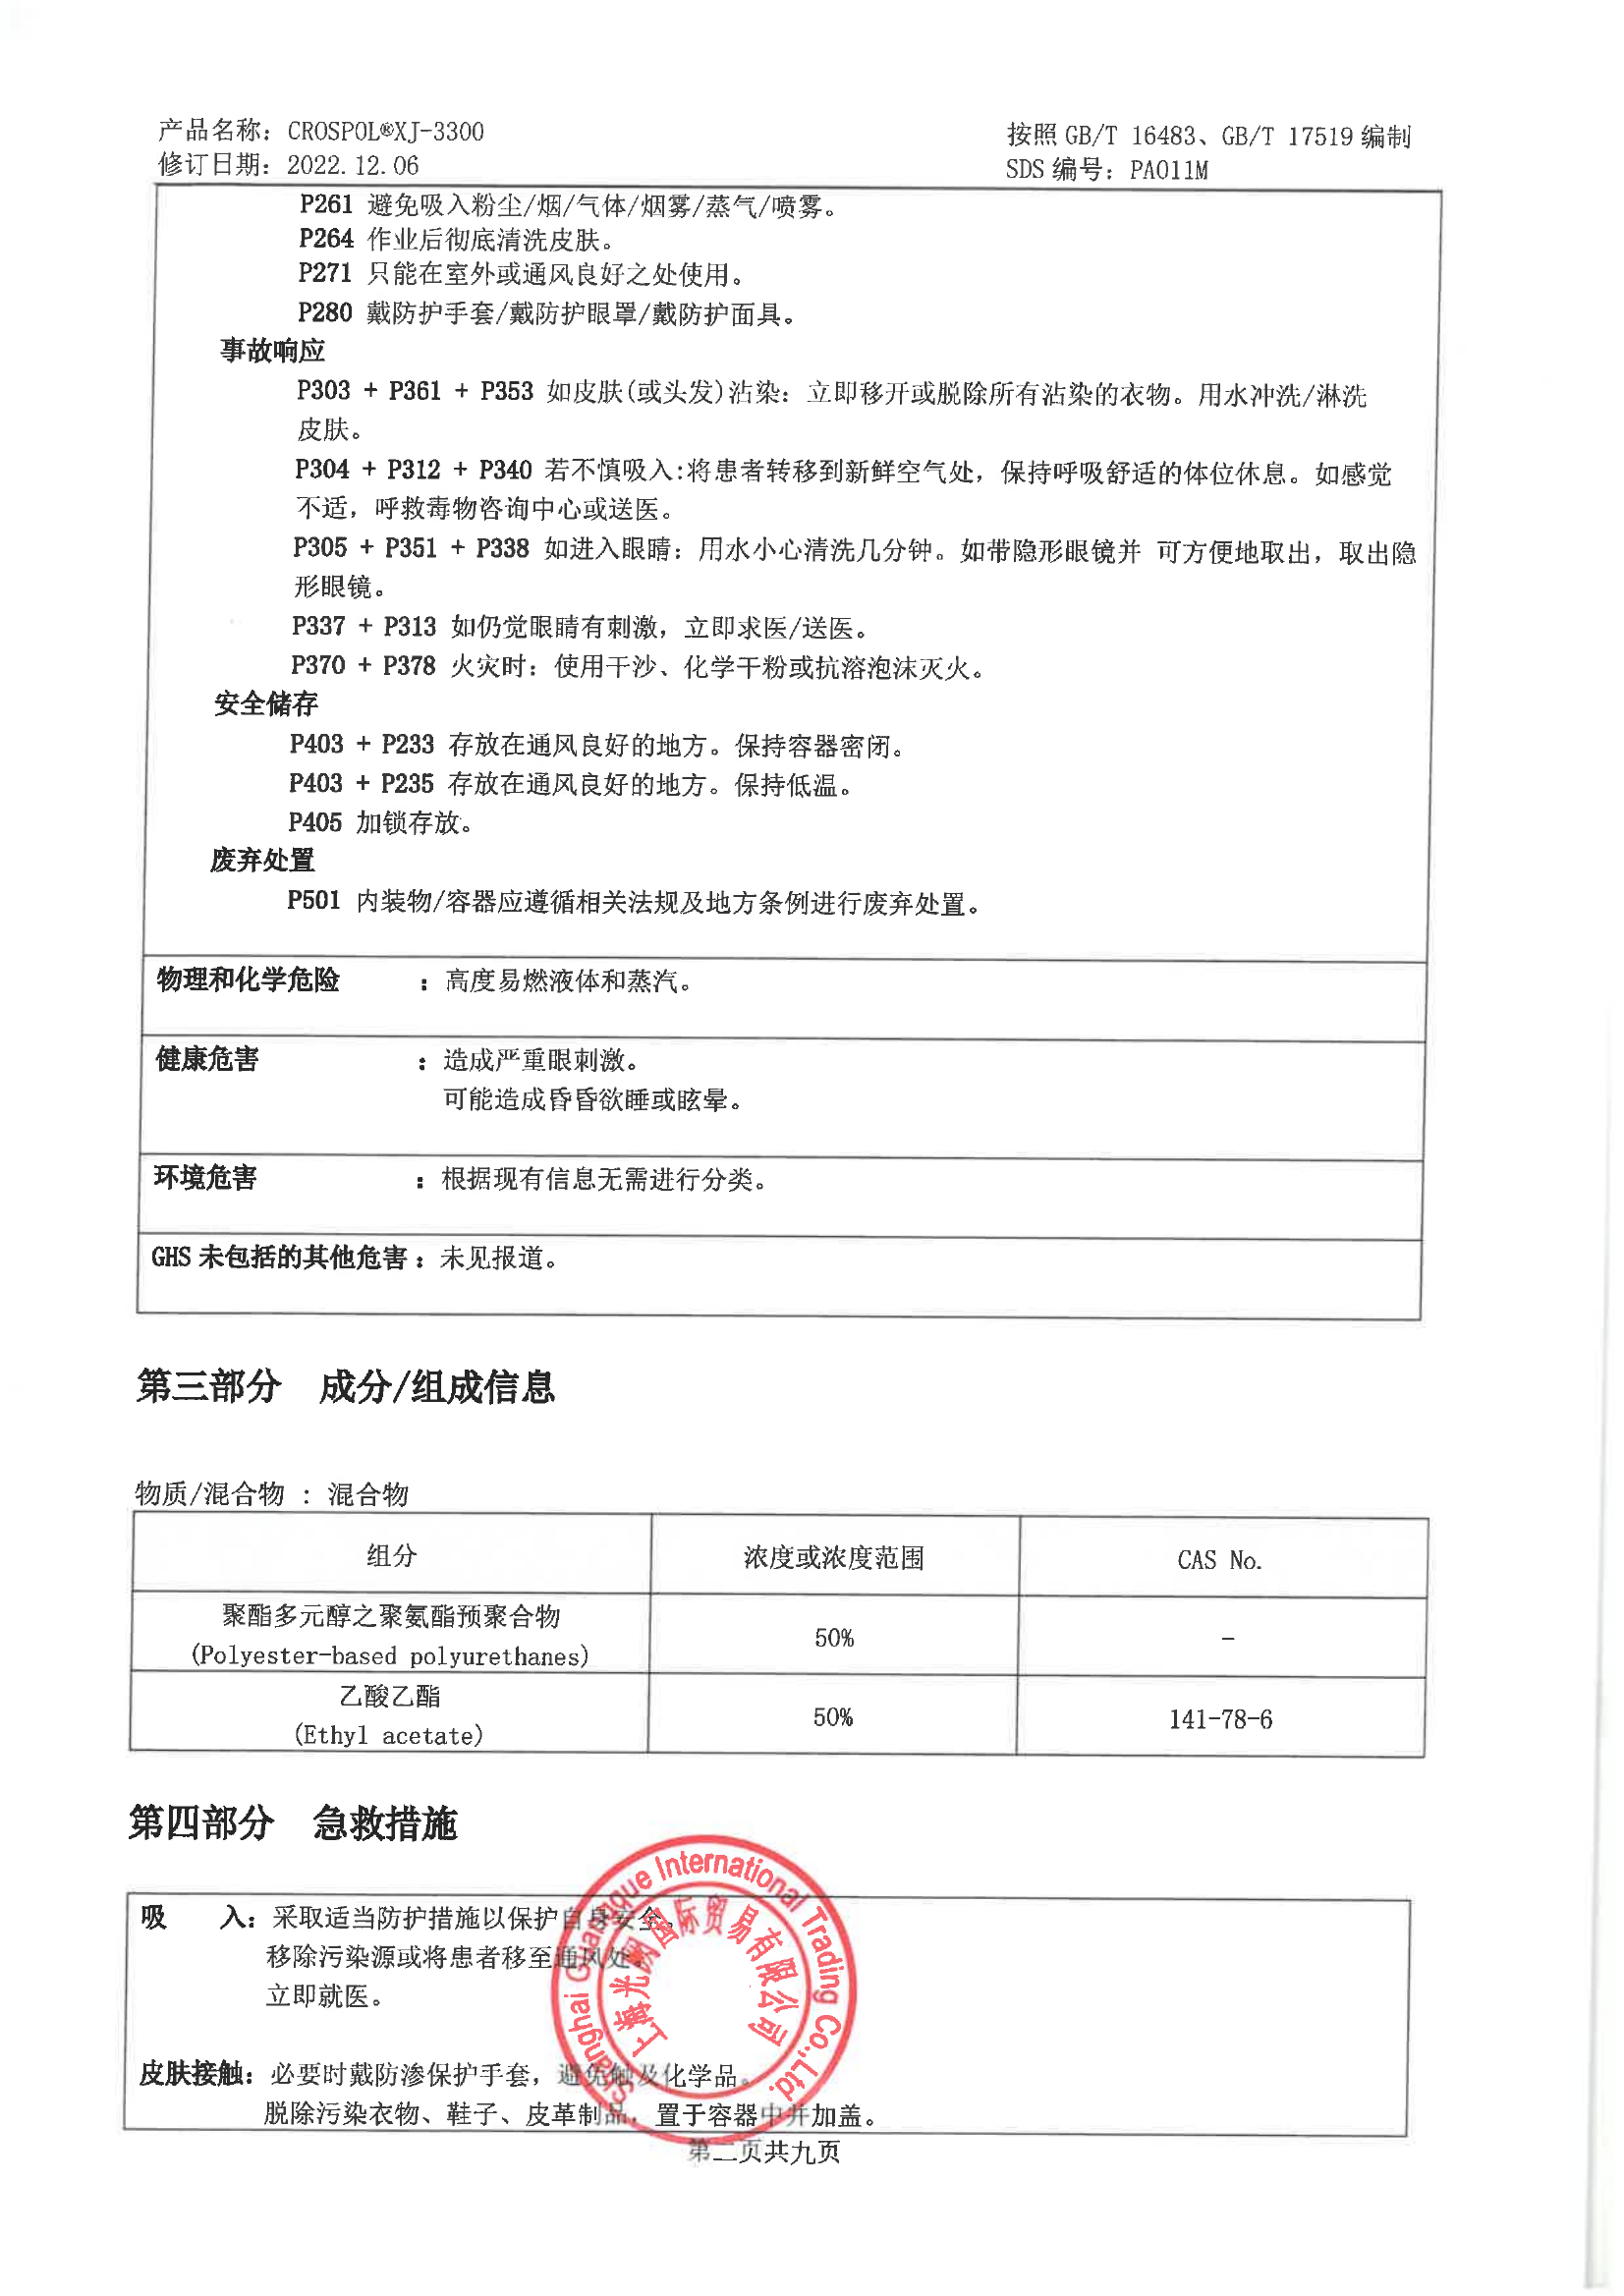 产品名称：CROSPOL®XJ-3300
按照 GB/T 16483、GB/T 17519 编制
修订日期：2022.12.06
SDS 编号：PA011M
P261 避免吸入粉尘/烟/气体/烟雾/蒸气/喷雾。
P264 作业后彻底清洗皮肤。
P271 只能在室外或通风良好之处使用。
P280 戴防护手套/戴防护眼罩/戴防护面具。
事故响应
P303 + P361 + P353 如皮肤(或头发)沾染：立即移开或脱除所有沾染的衣物。用水冲洗/淋洗
皮肤。
P304 + P312 + P340 若不慎吸入:将患者转移到新鲜空气处，保持呼吸舒适的体位休息。如感觉
不适，呼救毒物咨询中心或送医。
P305 + P351 + P338 如进入眼睛：用水小心清洗几分钟。如带隐形眼镜并 可方便地取出，取出隐
形眼镜。
P337 + P313 如仍觉眼睛有刺激，立即求医/送医。
P370 + P378 火灾时：使用干沙、化学干粉或抗溶泡沫灭火。
安全储存
P403 + P233 存放在通风良好的地方。保持容器密闭。
P403 + P235 存放在通风良好的地方。保持低温。
P405 加锁存放。
废弃处置
P501 内装物/容器应遵循相关法规及地方条例进行废弃处置。
物理和化学危险 ：高度易燃液体和蒸汽。
健康危害 ：造成严重眼刺激。
可能造成昏昏欲睡或眩晕。
环境危害 ：根据现有信息无需进行分类。
GHS 未包括的其他危害：未见报道。
第三部分 成分/组成信息
物质/混合物 ：混合物
组分 浓度或浓度范围 CAS No.
聚酯多元醇之聚氨酯预聚合物
(Polyester-based polyurethanes) 50% -
乙酸乙酯
(Ethyl acetate) 50% 141-78-6
第四部分 急救措施
吸 入：采取适当防护措施以保护自身安全。
移除污染源或将患者移至通风处。
立即就医。
皮肤接触：必要时戴防渗保护手套，避免触及化学品。
脱除污染衣物、鞋子、皮革制品，置于容器中并加盖。
Shanghai Guangque International Trading Co.,Ltd.
国际贸易有限公司
第二页共九页